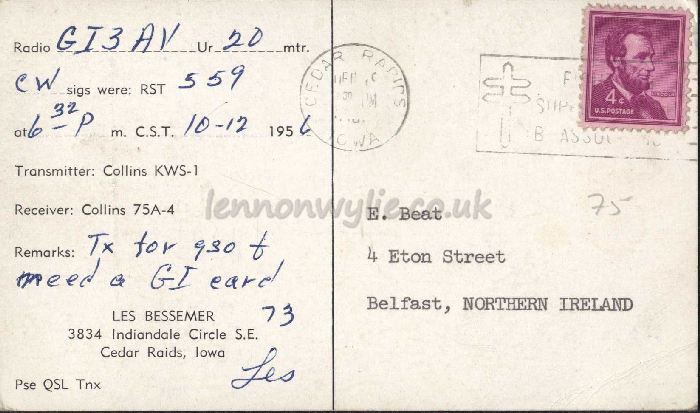 Radio GI3AV Ur 20 mtr.
CW sigs were: RST 559
at 6 32 P m. C.S.T. 10-12 1956
Transmitter: Collins KWS-1
Receiver: Collins 75A-4
Remarks: Tx for qso &
need a GI card
LES BESSEMER 73
3834 Indiandale Circle S.E.
Cedar Raids, Iowa
Les
Pse QSL Tnx
CEDAR RAPIDS
PM
IOWA
4¢
U.S. POSTAGE
75
lennonwylie.co.uk
E. Beat
4 Eton Street
Belfast, NORTHERN IRELAND